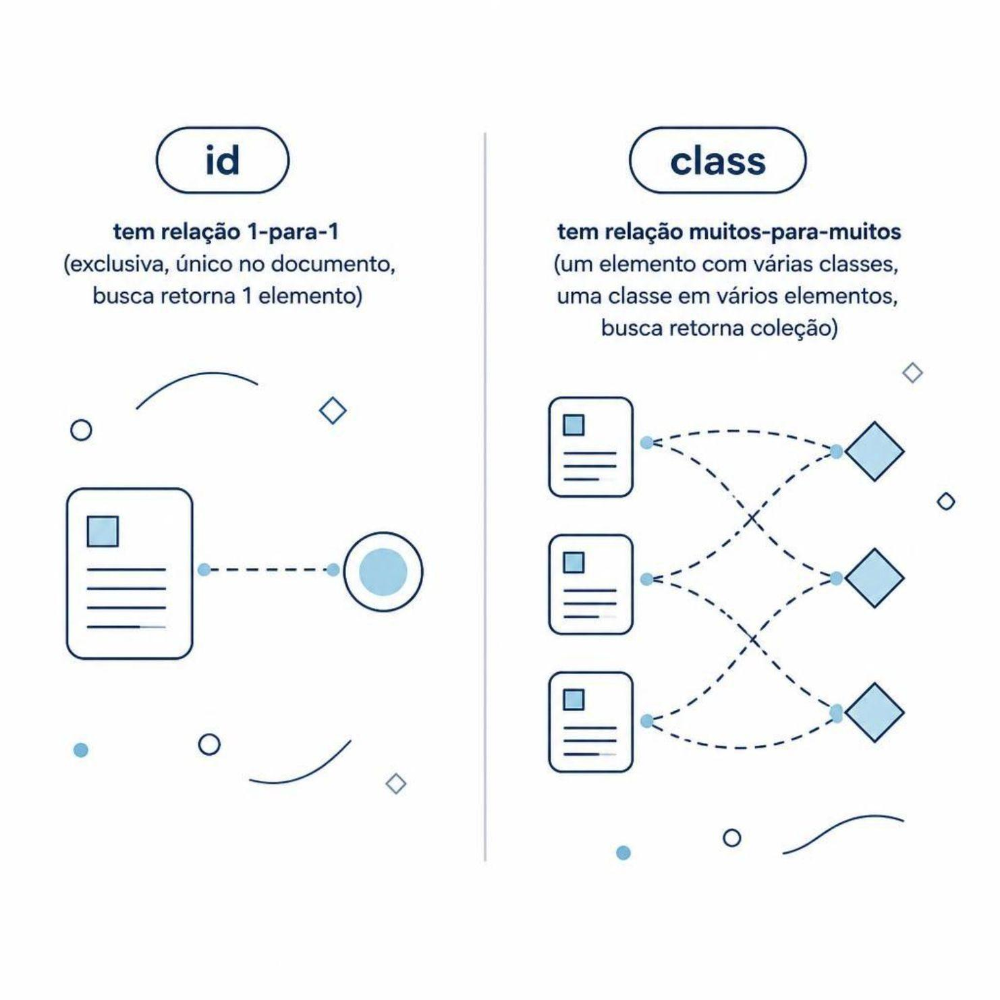 id
tem relação 1-para-1
(exclusiva, único no documento,
busca retorna 1 elemento)
class
tem relação muitos-para-muitos
(um elemento com várias classes,
uma classe em vários elementos,
busca retorna coleção)